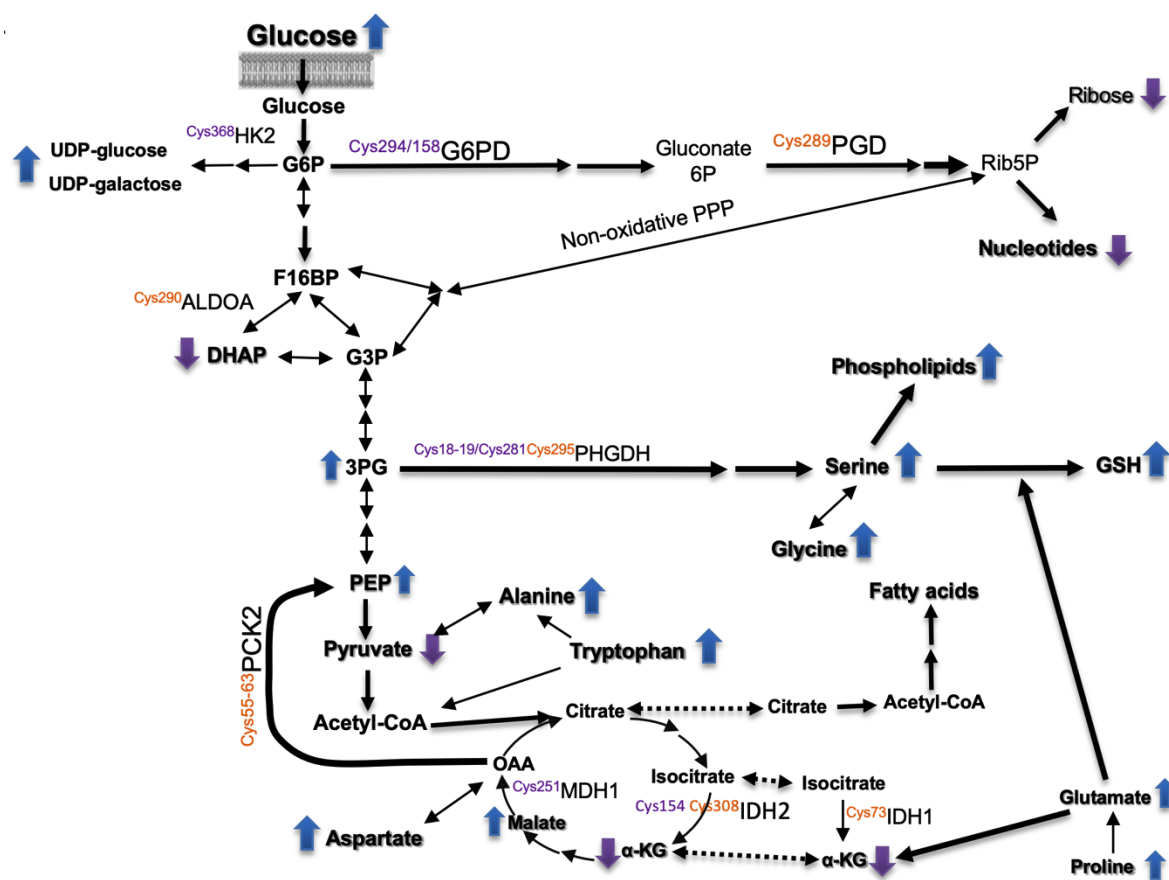 Glucose
Glucose
Cys368HK2
UDP-glucose
UDP-galactose
G6P
Cys294/158G6PD
Gluconate
6P
Cys289PGD
Rib5P
Ribose
Nucleotides
Non-oxidative PPP
F16BP
Cys290ALDOA
DHAP
G3P
Phospholipids
3PG
Cys18-19/Cys281Cys295PHGDH
Serine
GSH
Glycine
PEP
Alanine
Fatty acids
Pyruvate
Tryptophan
Cys55-63PCK2
Acetyl-CoA
Citrate
Citrate
Acetyl-CoA
OAA
Isocitrate
Isocitrate
Cys251MDH1
Cys154 Cys308IDH2
Cys73IDH1
Glutamate
Aspartate
Malate
α-KG
α-KG
Proline